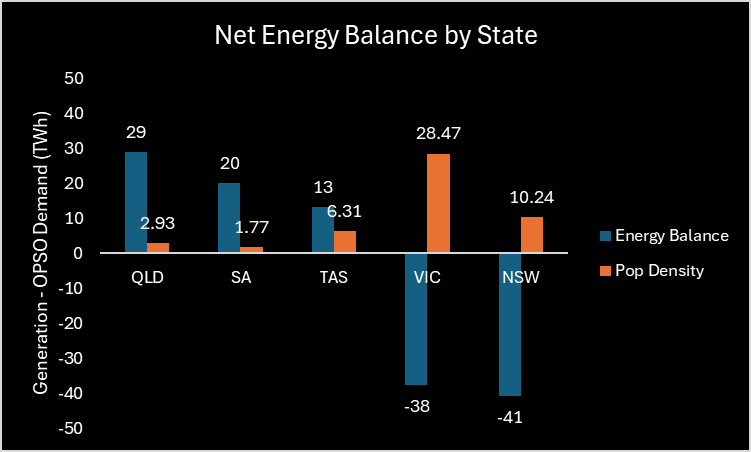 Net Energy Balance by State
Generation - OPSO Demand (TWh)
50
40
30
20
10
0
-10
-20
-30
-40
-50
29
2.93
20
1.77
13
6.31
28.47
-38
10.24
-41
QLD
SA
TAS
VIC
NSW
Energy Balance
Pop Density